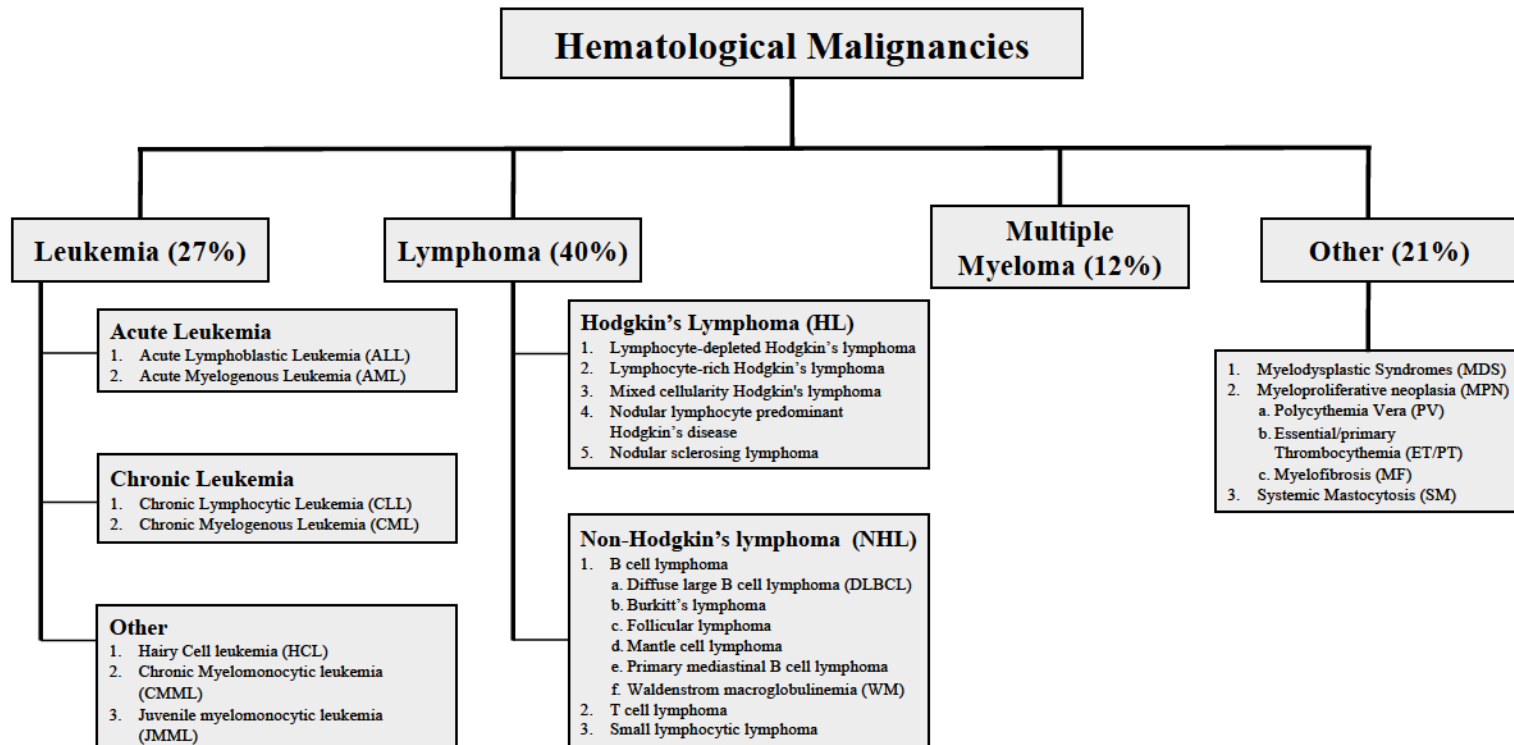 Hematological Malignancies
Leukemia (27%)
Acute Leukemia
1. Acute Lymphoblastic Leukemia (ALL)
2. Acute Myelogenous Leukemia (AML)
Chronic Leukemia
1. Chronic Lymphocytic Leukemia (CLL)
2. Chronic Myelogenous Leukemia (CML)
Other
1. Hairy Cell leukemia (HCL)
2. Chronic Myelomonocytic leukemia
(CMML)
3. Juvenile myelomonocytic leukemia
(JMML)
Lymphoma (40%)
Hodgkin’s Lymphoma (HL)
1. Lymphocyte-depleted Hodgkin’s lymphoma
2. Lymphocyte-rich Hodgkin’s lymphoma
3. Mixed cellularity Hodgkin's lymphoma
4. Nodular lymphocyte predominant
Hodgkin’s disease
5. Nodular sclerosing lymphoma
Non-Hodgkin’s lymphoma (NHL)
1. B cell lymphoma
a. Diffuse large B cell lymphoma (DLBCL)
b. Burkitt’s lymphoma
c. Follicular lymphoma
d. Mantle cell lymphoma
e. Primary mediastinal B cell lymphoma
f. Waldenstrom macroglobulinemia (WM)
2. T cell lymphoma
3. Small lymphocytic lymphoma
Multiple
Myeloma (12%)
Other (21%)
1. Myelodysplastic Syndromes (MDS)
2. Myeloproliferative neoplasia (MPN)
a. Polycythemia Vera (PV)
b. Essential/primary
Thrombocythemia (ET/PT)
c. Myelofibrosis (MF)
3. Systemic Mastocytosis (SM)